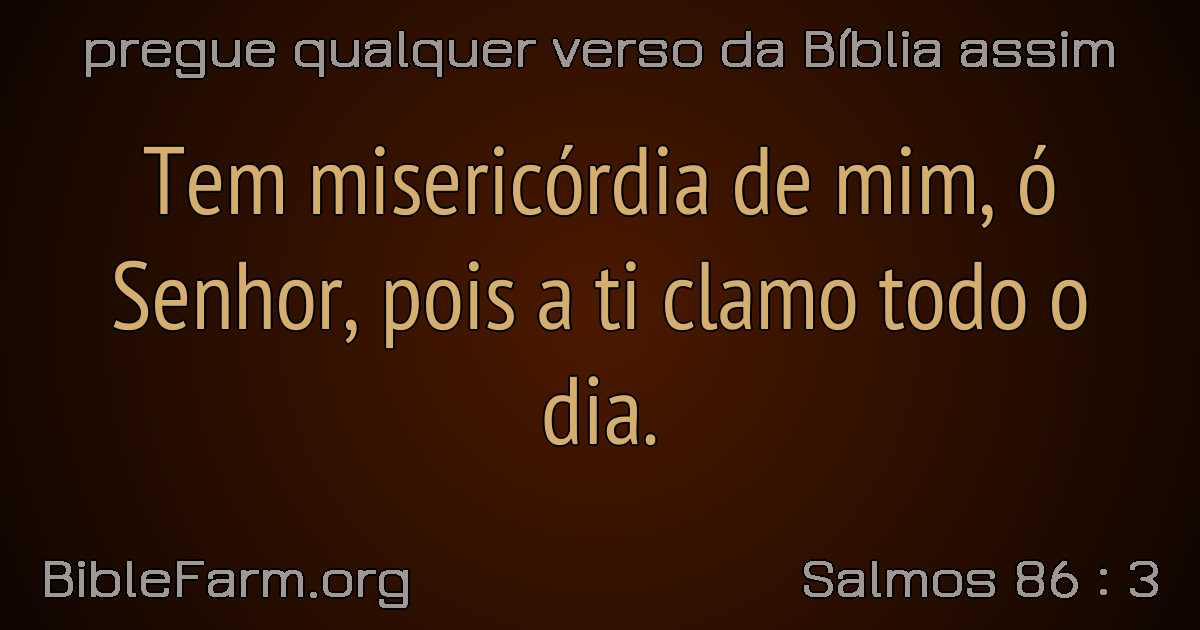 pregue qualquer verso da Bíblia assim
Tem misericórdia de mim, ó
Senhor, pois a ti clamo todo o
dia.
BibleFarm.org
Salmos 86 : 3